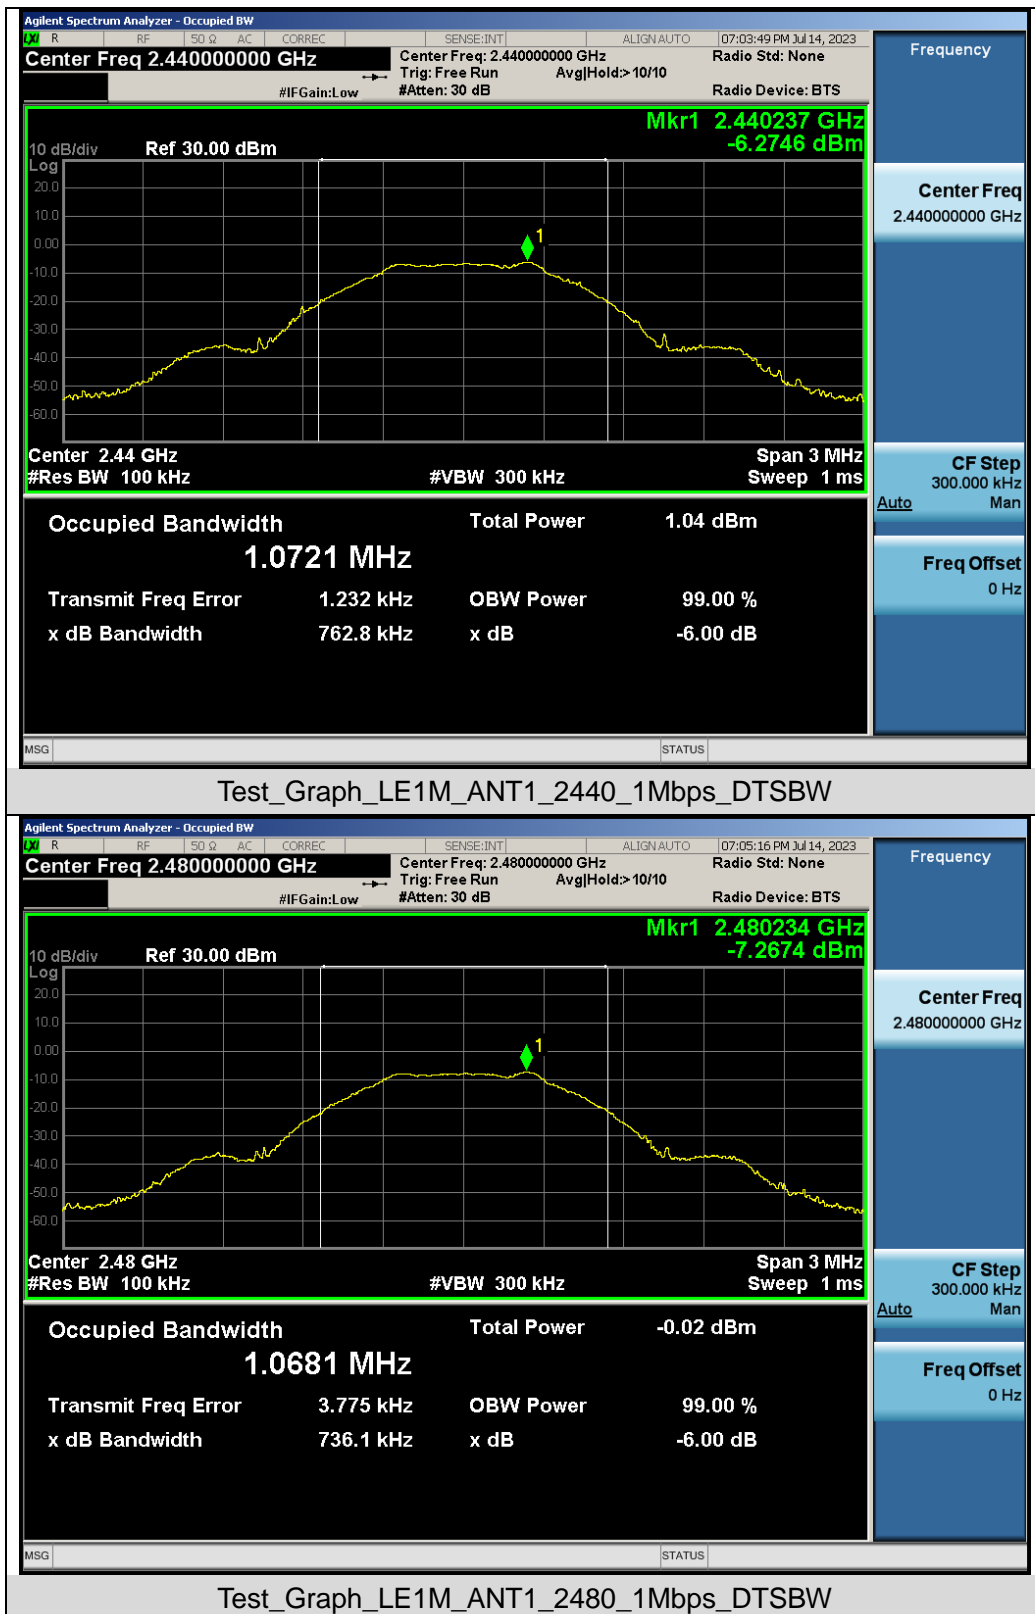 Agilent Spectrum Analyzer - Occupied BW
LXI R RF 50 Ω AC CORREC SENSE:INT ALIGN AUTO 07:03:49 PM Jul 14, 2023
Center Freq 2.440000000 GHz
Center Freq: 2.440000000 GHz
Radio Std: None
Trig: Free Run Avg|Hold:> 10/10
#IFGain:Low #Atten: 30 dB Radio Device: BTS
Frequency
Mkr1 2.440237 GHz
-6.2746 dBm
10 dB/div Ref 30.00 dBm
Log
20.0
10.0
0.00
-10.0
-20.0
-30.0
-40.0
-50.0
-60.0
1
Center Freq
2.440000000 GHz
Center 2.44 GHz Span 3 MHz
#Res BW 100 kHz #VBW 300 kHz Sweep 1 ms
CF Step
300.000 kHz
Auto Man
Occupied Bandwidth Total Power 1.04 dBm
1.0721 MHz
Transmit Freq Error 1.232 kHz OBW Power 99.00 %
x dB Bandwidth 762.8 kHz x dB -6.00 dB
Freq Offset
0 Hz
MSG STATUS
Test_Graph_LE1M_ANT1_2440_1Mbps_DTSBW
Agilent Spectrum Analyzer - Occupied BW
LXI R RF 50 Ω AC CORREC SENSE:INT ALIGN AUTO 07:05:16 PM Jul 14, 2023
Center Freq 2.480000000 GHz
Center Freq: 2.480000000 GHz
Radio Std: None
Trig: Free Run Avg|Hold:> 10/10
#IFGain:Low #Atten: 30 dB Radio Device: BTS
Frequency
Mkr1 2.480234 GHz
-7.2674 dBm
10 dB/div Ref 30.00 dBm
Log
20.0
10.0
0.00
-10.0
-20.0
-30.0
-40.0
-50.0
-60.0
1
Center Freq
2.480000000 GHz
Center 2.48 GHz Span 3 MHz
#Res BW 100 kHz #VBW 300 kHz Sweep 1 ms
CF Step
300.000 kHz
Auto Man
Occupied Bandwidth Total Power -0.02 dBm
1.0681 MHz
Transmit Freq Error 3.775 kHz OBW Power 99.00 %
x dB Bandwidth 736.1 kHz x dB -6.00 dB
Freq Offset
0 Hz
MSG STATUS
Test_Graph_LE1M_ANT1_2480_1Mbps_DTSBW